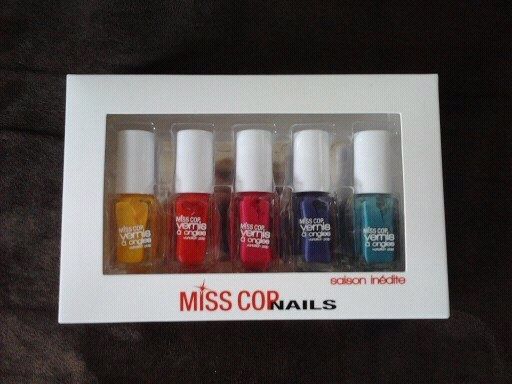 MISS COP.
vernis
à ongles
MISS COP.
vernis
à ongles
MISS COP.
vernis
à ongles
MISS COP.
vernis
à ongles
MISS COP.
vernis
à ongles
saison inédite
MISS COP NAILS